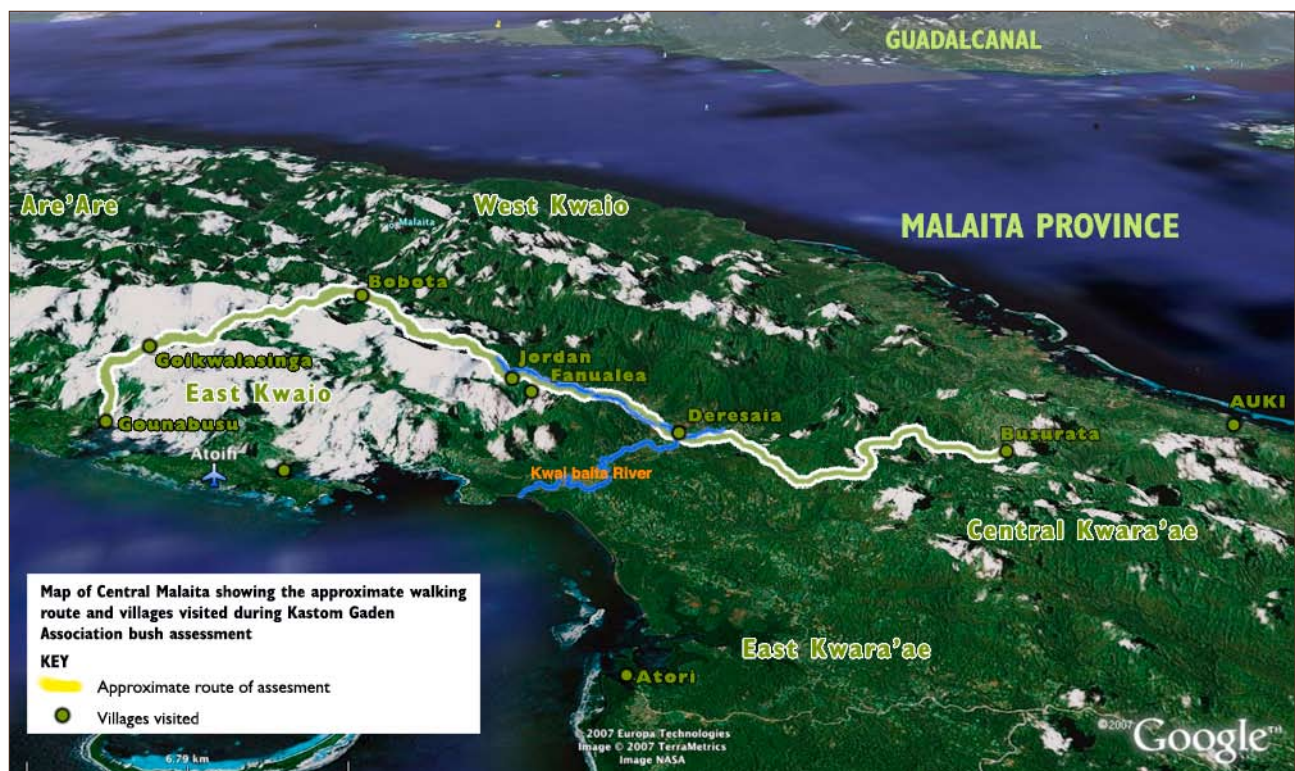 GUADALCANAL
Are'Are
West Kwaio
Malaita
MALAITA PROVINCE
Bobota
Goikwalasinga
Jordan
Fanualea
East Kwaio
Gounabusu
Deresaia
AUKI
Busurata
Atoifi
Kwai baita River
Central Kwara'ae
East Kwara'ae
Atori
Map of Central Malaita showing the approximate walking
route and villages visited during Kastom Gaden
Association bush assessment
KEY
Approximate route of assesment
Villages visited
6.79 km
© 2007 Europa Technologies
Image © 2007 TerraMetrics
Image NASA
©2007 Google™